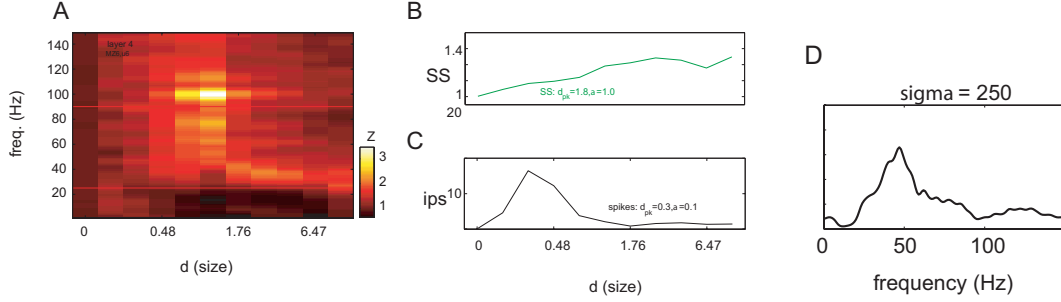 A
layer 4
MZ6,u6
140
120
100
80
60
40
20
freq. (Hz)
0
0.48
1.76
6.47
d (size)
Z
3
2
1
B
SS
1.4
1
SS: d_pk=1.8,a=1.0
20
C
ips
10
spikes: d_pk=0.3,a=0.1
0
0.48
1.76
6.47
d (size)
D
sigma = 250
0
50
100
frequency (Hz)